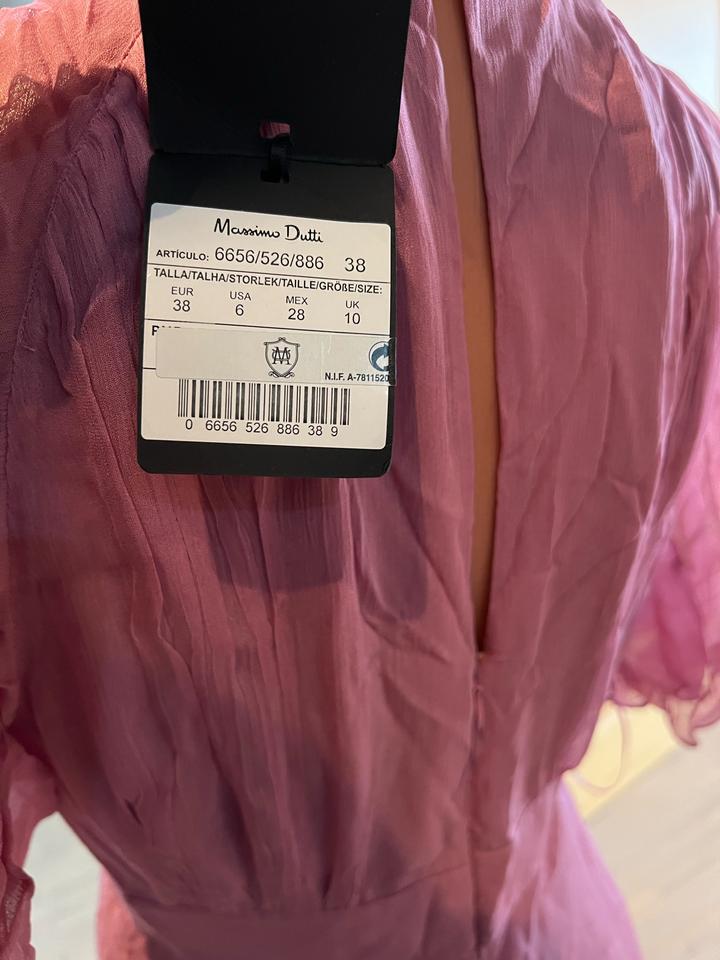 Massimo Dutti
ARTÍCULO: 6656/526/886 38
TALLA/TALHA/STORLEK/TAILLE/GRÖßE/SIZE:
EUR USA MEX UK
38 6 28 10
N.I.F. A-7811520
0 6656 526 886 38 9